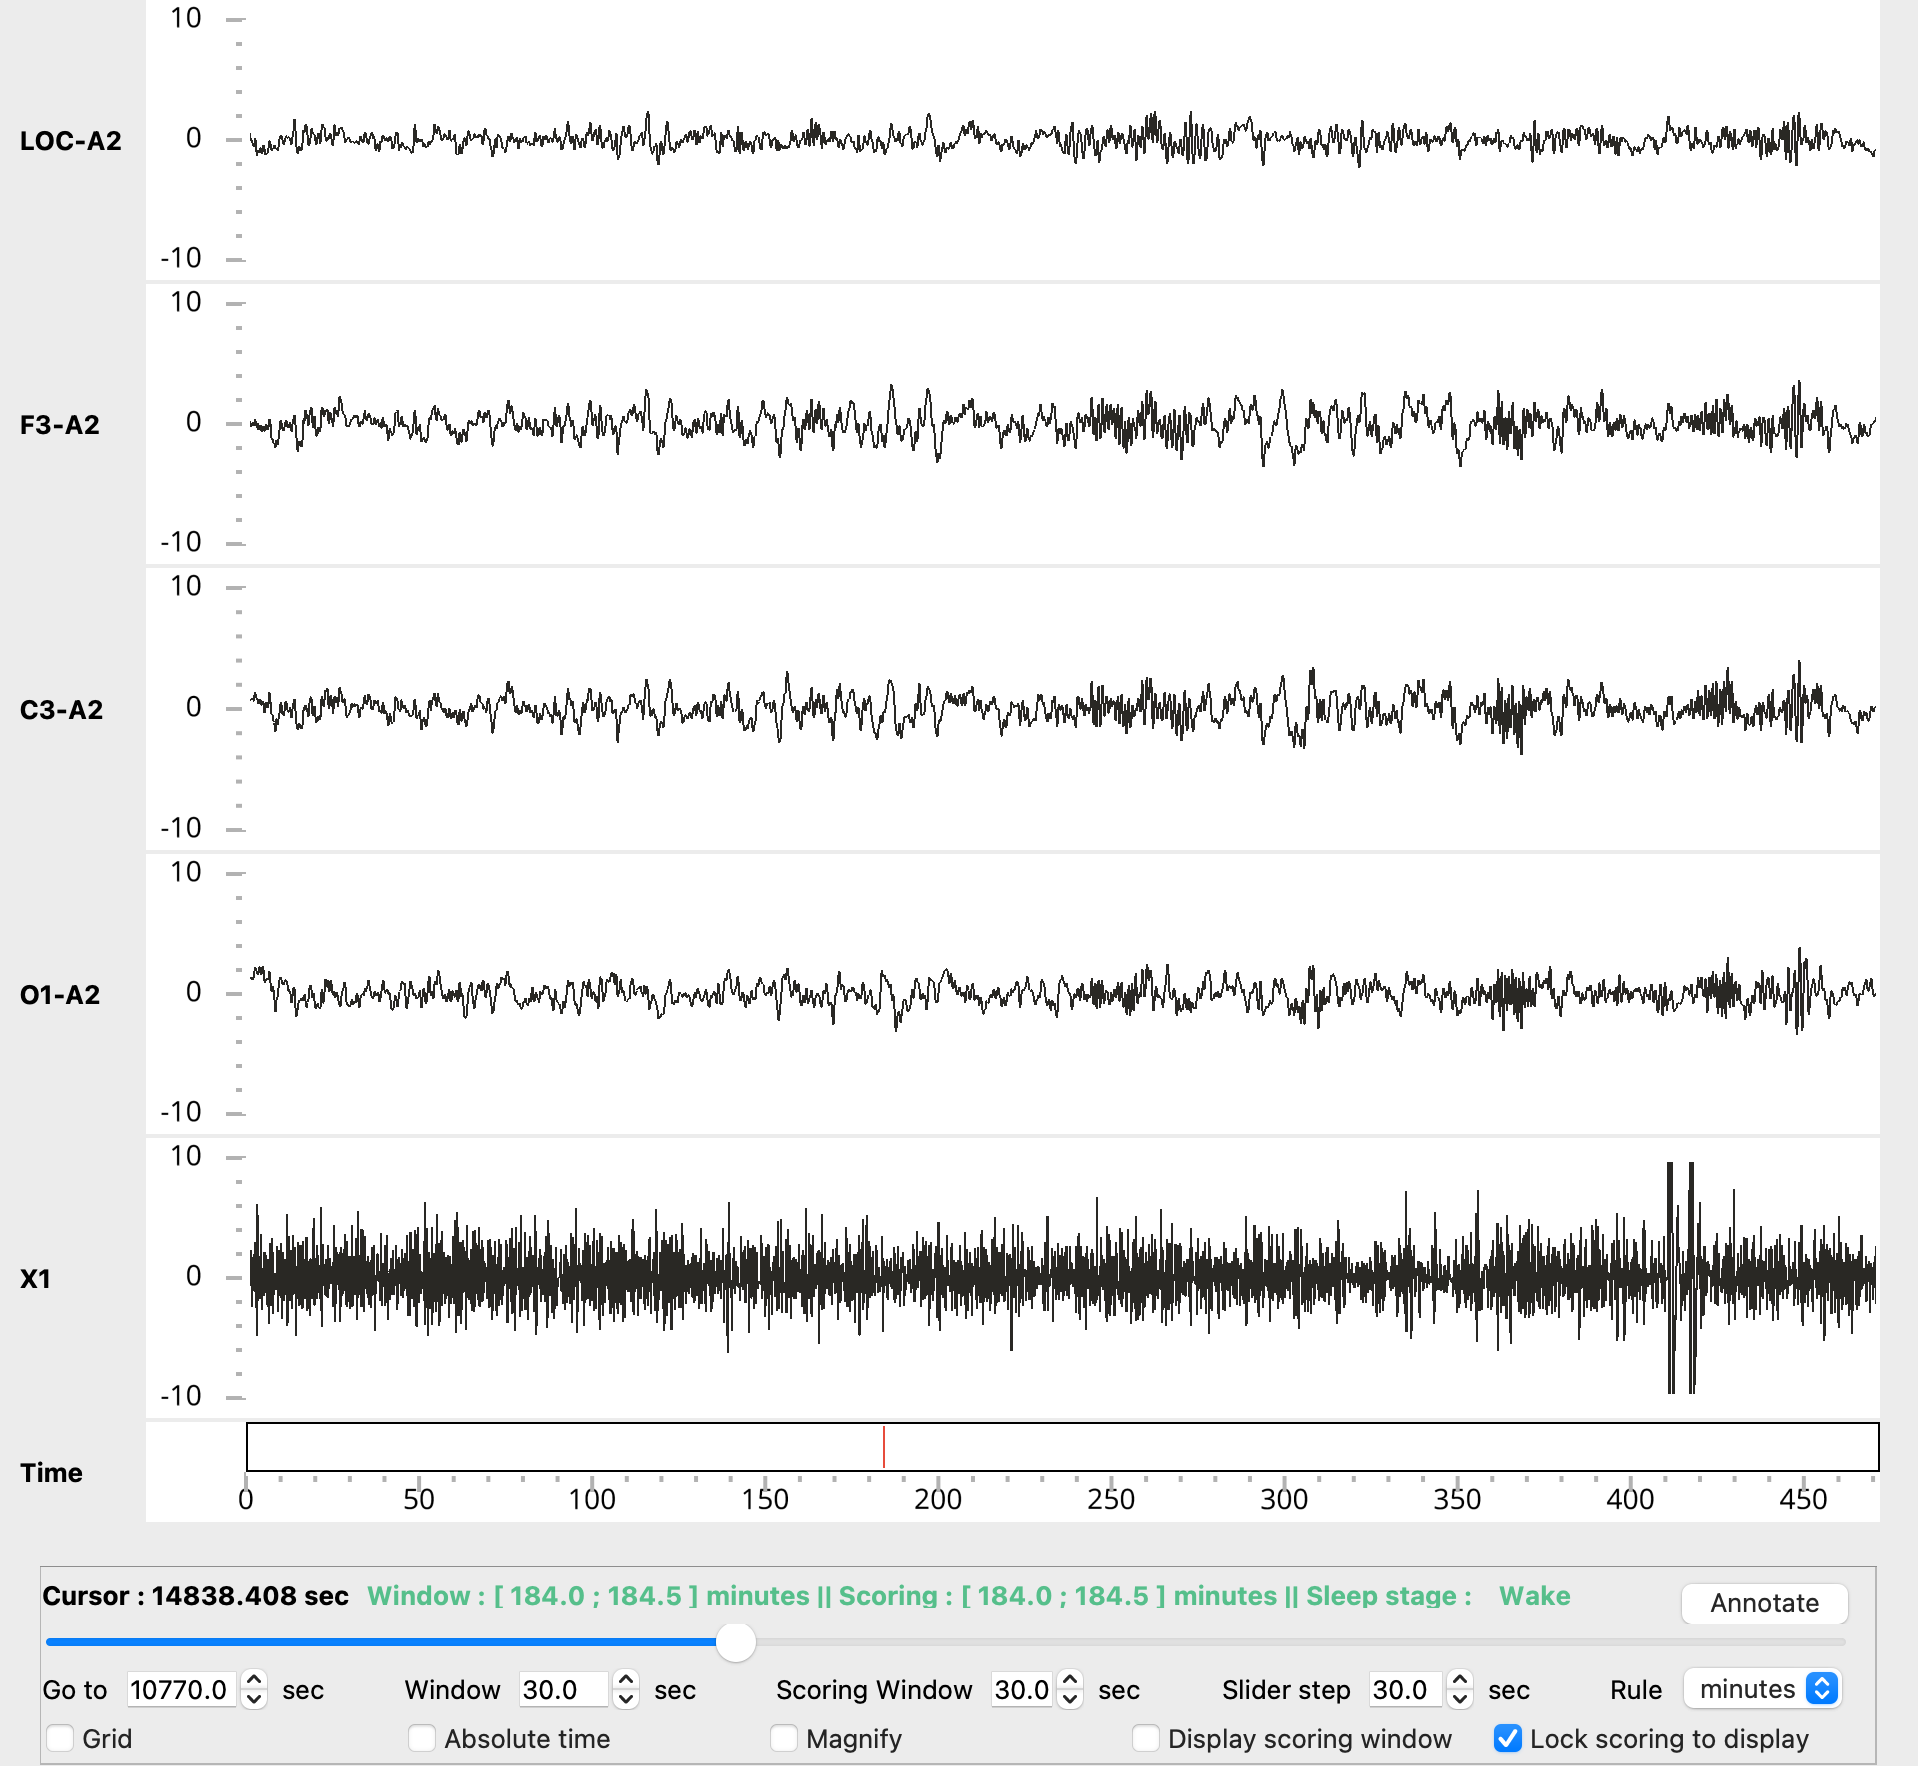 10
LOC-A2 0
-10
10
F3-A2 0
-10
10
C3-A2 0
-10
10
O1-A2 0
-10
10
X1 0
-10
Time
0 50 100 150 200 250 300 350 400 450
Cursor : 14838.408 sec Window : [ 184.0 ; 184.5 ] minutes || Scoring : [ 184.0 ; 184.5 ] minutes || Sleep stage : Wake Annotate
Go to 10770.0 sec Window 30.0 sec Scoring Window 30.0 sec Slider step 30.0 sec Rule minutes
Grid Absolute time Magnify Display scoring window Lock scoring to display